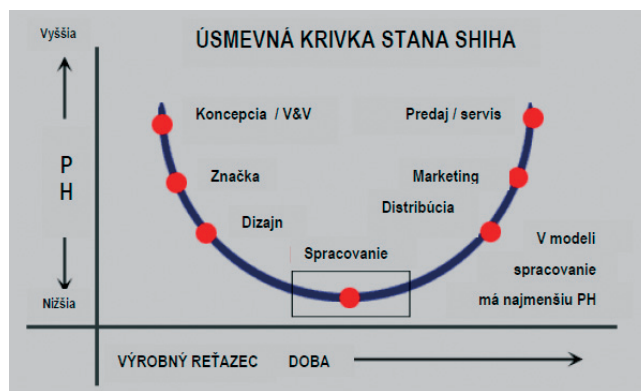 Vyššia
ÚSMEVNÁ KRIVKA STANA SHIHA
Koncepcia / V&V
Predaj / servis
P
H
Značka
Marketing
Dizajn
Distribúcia
Spracovanie
V modeli
spracovanie
má najmenšiu PH
Nižšia
VÝROBNÝ REŤAZEC DOBA